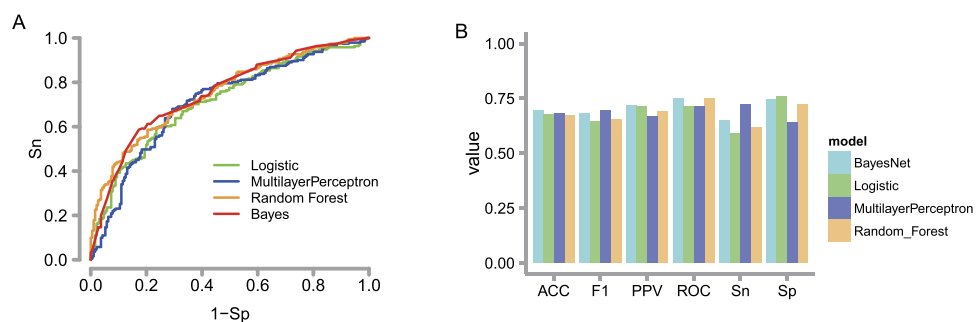 A
1.0
0.8
0.6
0.4
0.2
0.0
Sn
Logistic
MultilayerPerceptron
Random Forest
Bayes
0.0 0.2 0.4 0.6 0.8 1.0
1−Sp
B
1.00
0.75
0.50
0.25
0.00
value
ACC F1 PPV ROC Sn Sp
model
BayesNet
Logistic
MultilayerPerceptron
Random_Forest